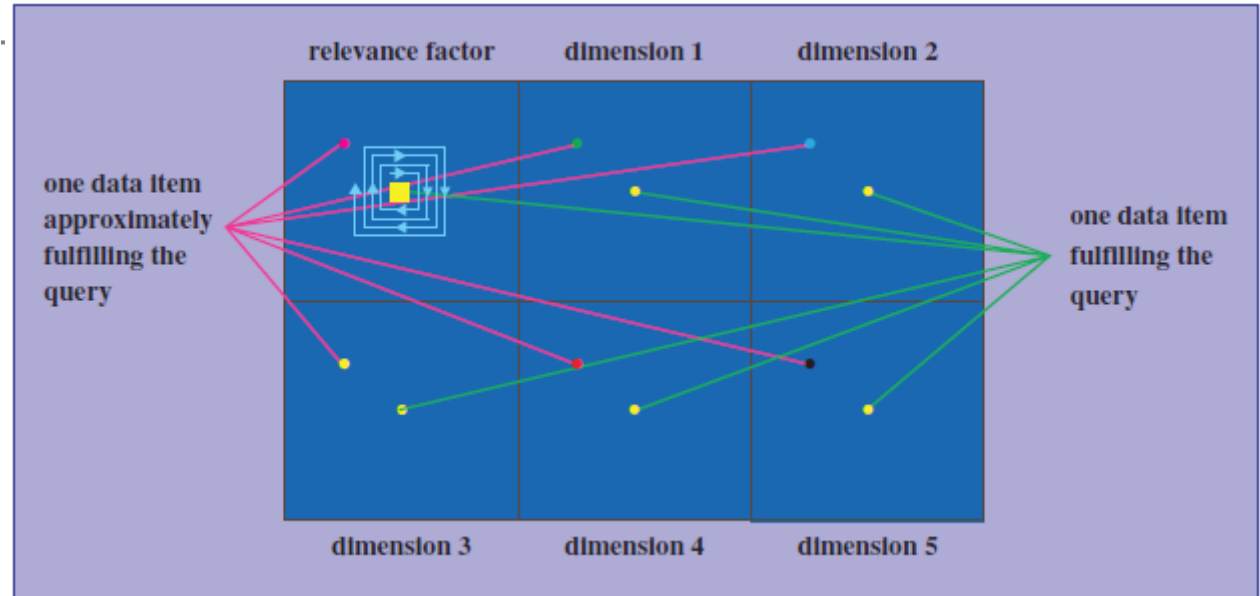 relevance factor
dimension 1
dimension 2
one data item
approximately
fulfilling the
query
one data item
fulfilling the
query
dimension 3
dimension 4
dimension 5